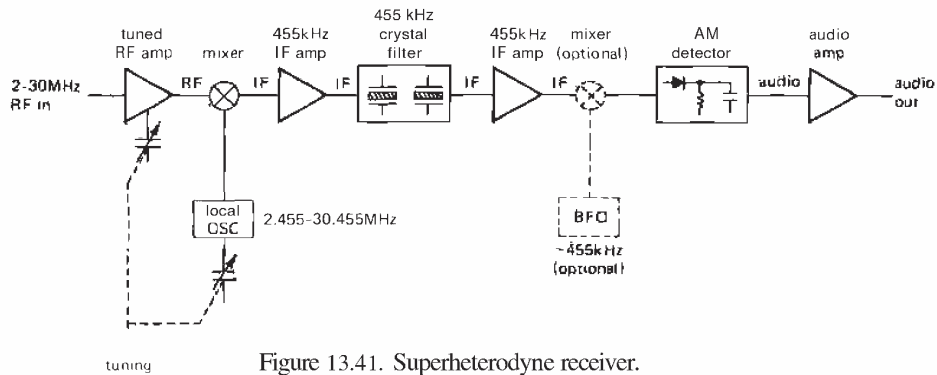 tuned
RF amp
mixer
455kHz
IF amp
455 kHz
crystal
filter
455kHz
IF amp
mixer
(optional)
AM
detector
audio
amp
2-30MHz
RF in
RF
IF
IF
IF
IF
audio
audio
out
local
OSC
2.455-30.455MHz
BFO
~455kHz
(optional)
tuning
Figure 13.41. Superheterodyne receiver.